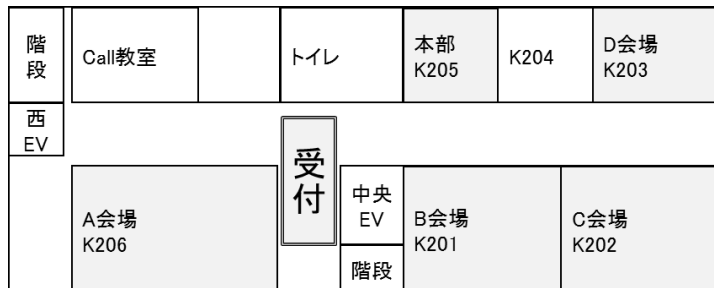 階
段
Call教室
トイレ
本部
K205
K204
D会場
K203
西
EV
受
付
A会場
K206
中央
EV
階段
B会場
K201
C会場
K202